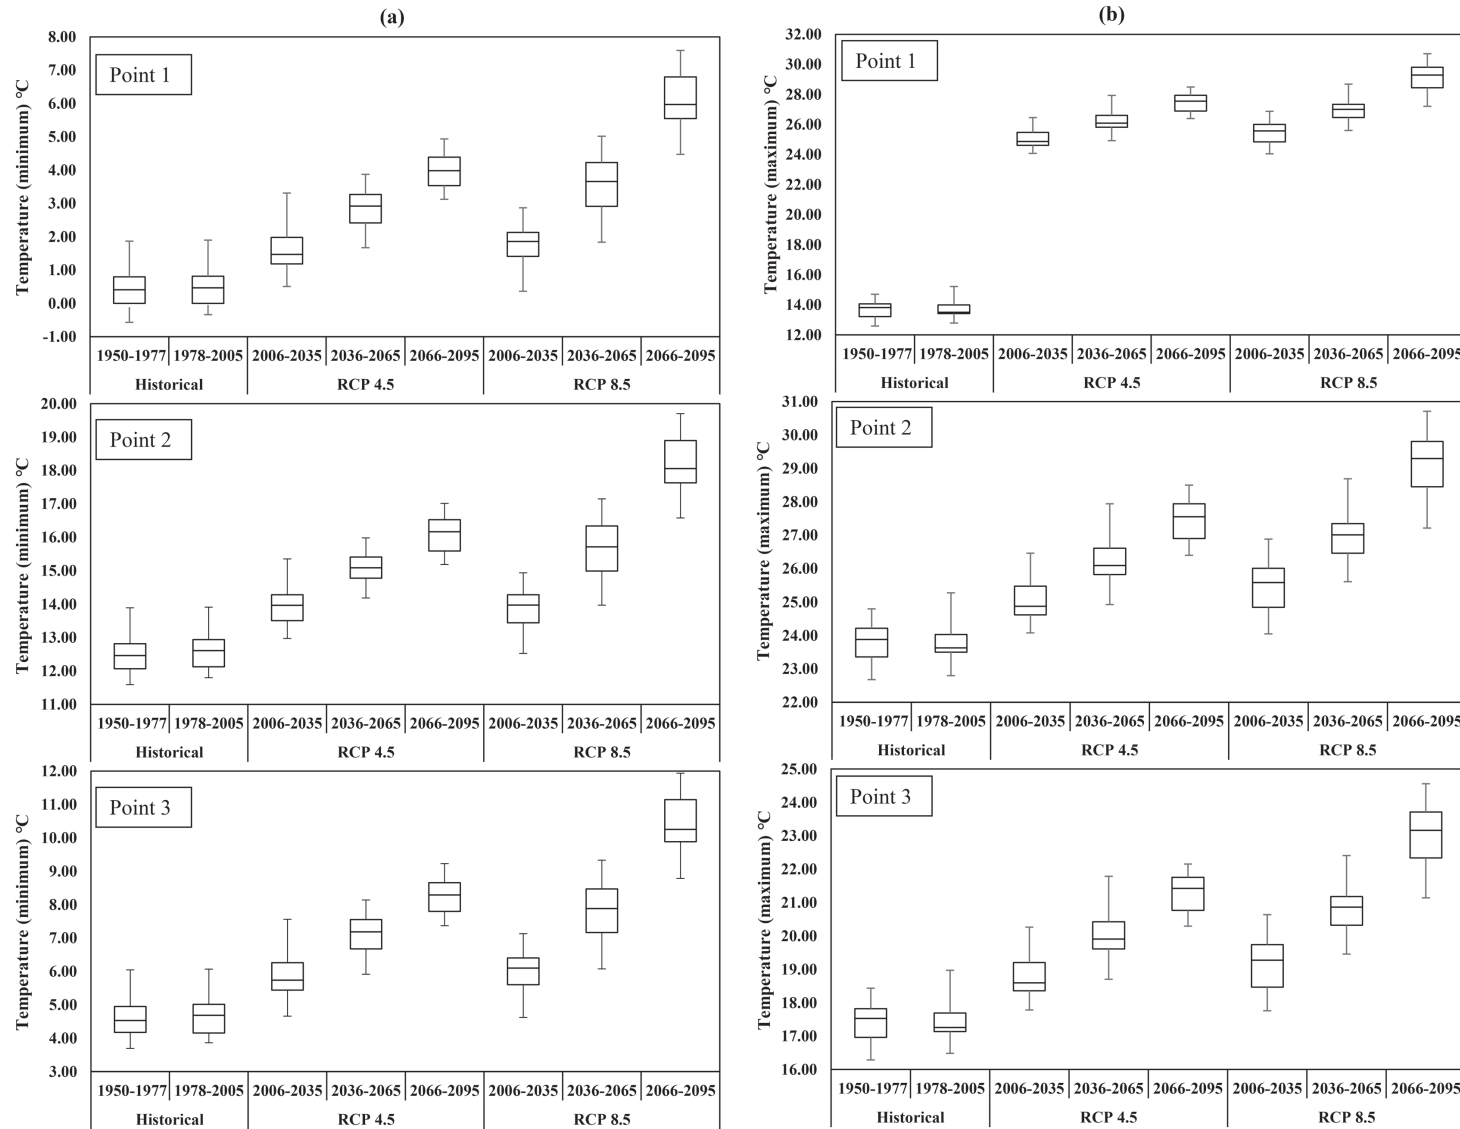 (a)
Temperature (minimum) °C
8.00
7.00
6.00
5.00
4.00
3.00
2.00
1.00
0.00
-1.00
Point 1
1950-1977 1978-2005 2006-2035 2036-2065 2066-2095 2006-2035 2036-2065 2066-2095
Historical RCP 4.5 RCP 8.5
Temperature (minimum) °C
20.00
19.00
18.00
17.00
16.00
15.00
14.00
13.00
12.00
11.00
Point 2
1950-1977 1978-2005 2006-2035 2036-2065 2066-2095 2006-2035 2036-2065 2066-2095
Historical RCP 4.5 RCP 8.5
Temperature (minimum) °C
12.00
11.00
10.00
9.00
8.00
7.00
6.00
5.00
4.00
3.00
Point 3
1950-1977 1978-2005 2006-2035 2036-2065 2066-2095 2006-2035 2036-2065 2066-2095
Historical RCP 4.5 RCP 8.5
(b)
Temperature (maximum) °C
32.00
30.00
28.00
26.00
24.00
22.00
20.00
18.00
16.00
14.00
12.00
Point 1
1950-1977 1978-2005 2006-2035 2036-2065 2066-2095 2006-2035 2036-2065 2066-2095
Historical RCP 4.5 RCP 8.5
Temperature (maximum) °C
31.00
30.00
29.00
28.00
27.00
26.00
25.00
24.00
23.00
22.00
Point 2
1950-1977 1978-2005 2006-2035 2036-2065 2066-2095 2006-2035 2036-2065 2066-2095
Historical RCP 4.5 RCP 8.5
Temperature (maximum) °C
25.00
24.00
23.00
22.00
21.00
20.00
19.00
18.00
17.00
16.00
Point 3
1950-1977 1978-2005 2006-2035 2036-2065 2066-2095 2006-2035 2036-2065 2066-2095
Historical RCP 4.5 RCP 8.5